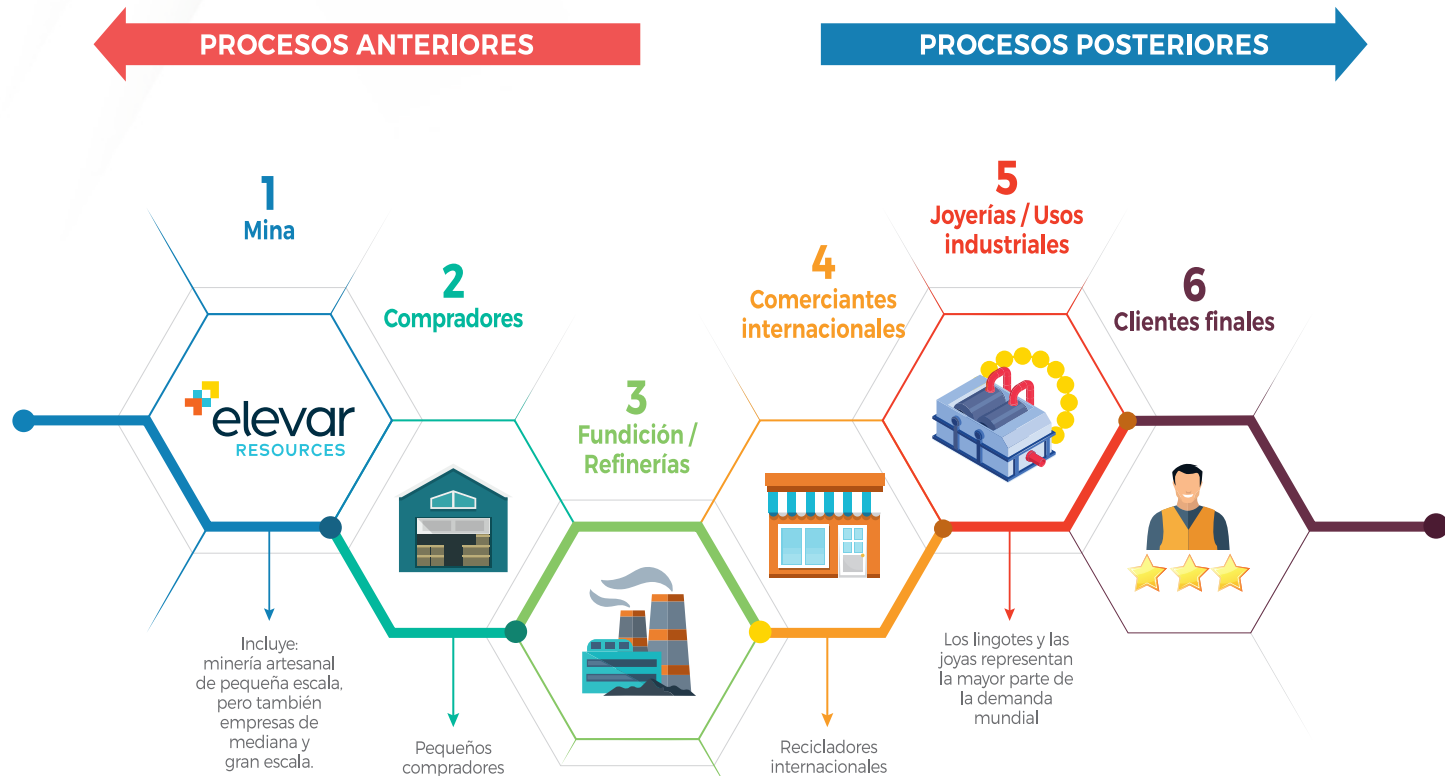 PROCESOS ANTERIORES
PROCESOS POSTERIORES
1
Mina
elevar
RESOURCES
Incluye:
minería artesanal
de pequeña escala,
pero también
empresas de
mediana y
gran escala.
2
Compradores
Pequeños
compradores
3
Fundición /
Refinerías
4
Comerciantes
internacionales
Recicladores
internacionales
5
Joyerías / Usos
industriales
Los lingotes y las
joyas representan
la mayor parte de
la demanda
mundial
6
Clientes finales